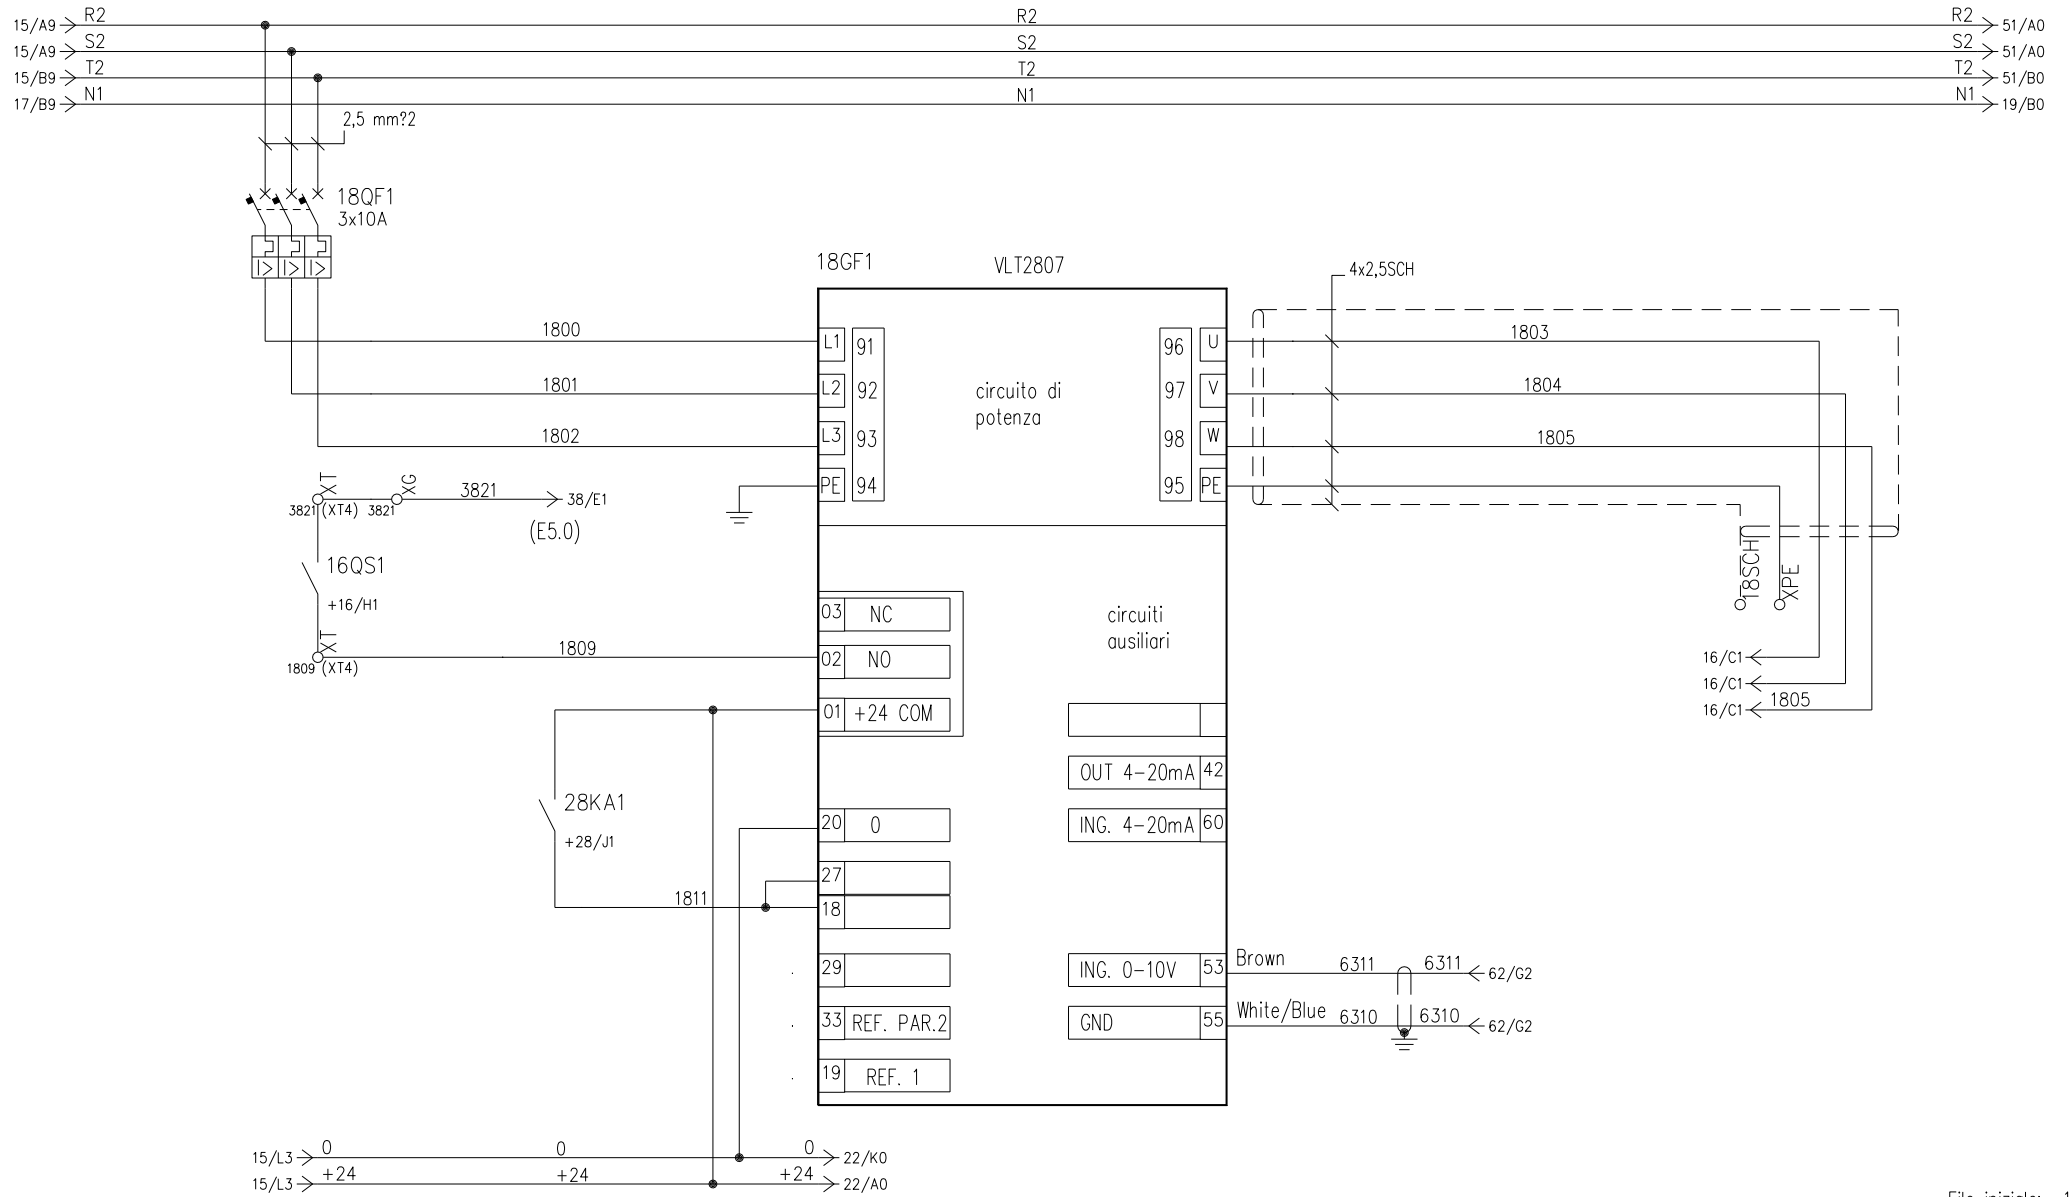 15/A9 R2 R2 R2 51/A0
15/A9 S2 S2 S2 51/A0
15/B9 T2 T2 T2 51/B0
17/B9 N1 N1 N1 19/B0
2,5 mm?2
18QF1
3x10A
18GF1 VLT2807
4x2,5SCH
1800 L1 91 96 U 1803
1801 L2 92 circuito di 97 V 1804
potenza
1802 L3 93 98 W 1805
PE 94 95 PE
XT XG 3821 38/E1
3821 (XT4) 3821
(E5.0)
16QS1
+16/H1
18SCH XPE
03 NC circuiti
ausiliari
XT 1809 02 NO
1809 (XT4)
16/C1
16/C1
16/C1 1805
01 +24 COM
OUT 4-20mA 42
28KA1
+28/J1
20 0 ING. 4-20mA 60
27
1811 18
29 ING. 0-10V 53 Brown 6311 6311 62/G2
33 REF. PAR.2 GND 55 White/Blue 6310 6310 62/G2
19 REF. 1
15/L3 0 0 0 22/K0
15/L3 +24 +24 +24 22/A0